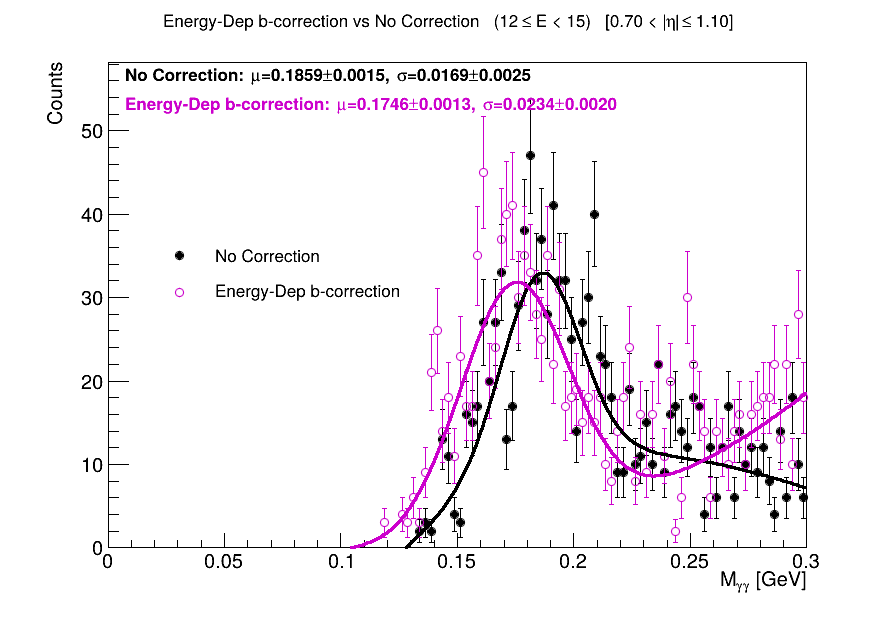 Energy-Dep b-correction vs No Correction (12 ≤ E < 15) [0.70 < |η| ≤ 1.10]
No Correction: μ=0.1859±0.0015, σ=0.0169±0.0025
Energy-Dep b-correction: μ=0.1746±0.0013, σ=0.0234±0.0020
Counts
50
40
30
20
10
0
No Correction
Energy-Dep b-correction
0 0.05 0.1 0.15 0.2 0.25 0.3
Mγγ [GeV]